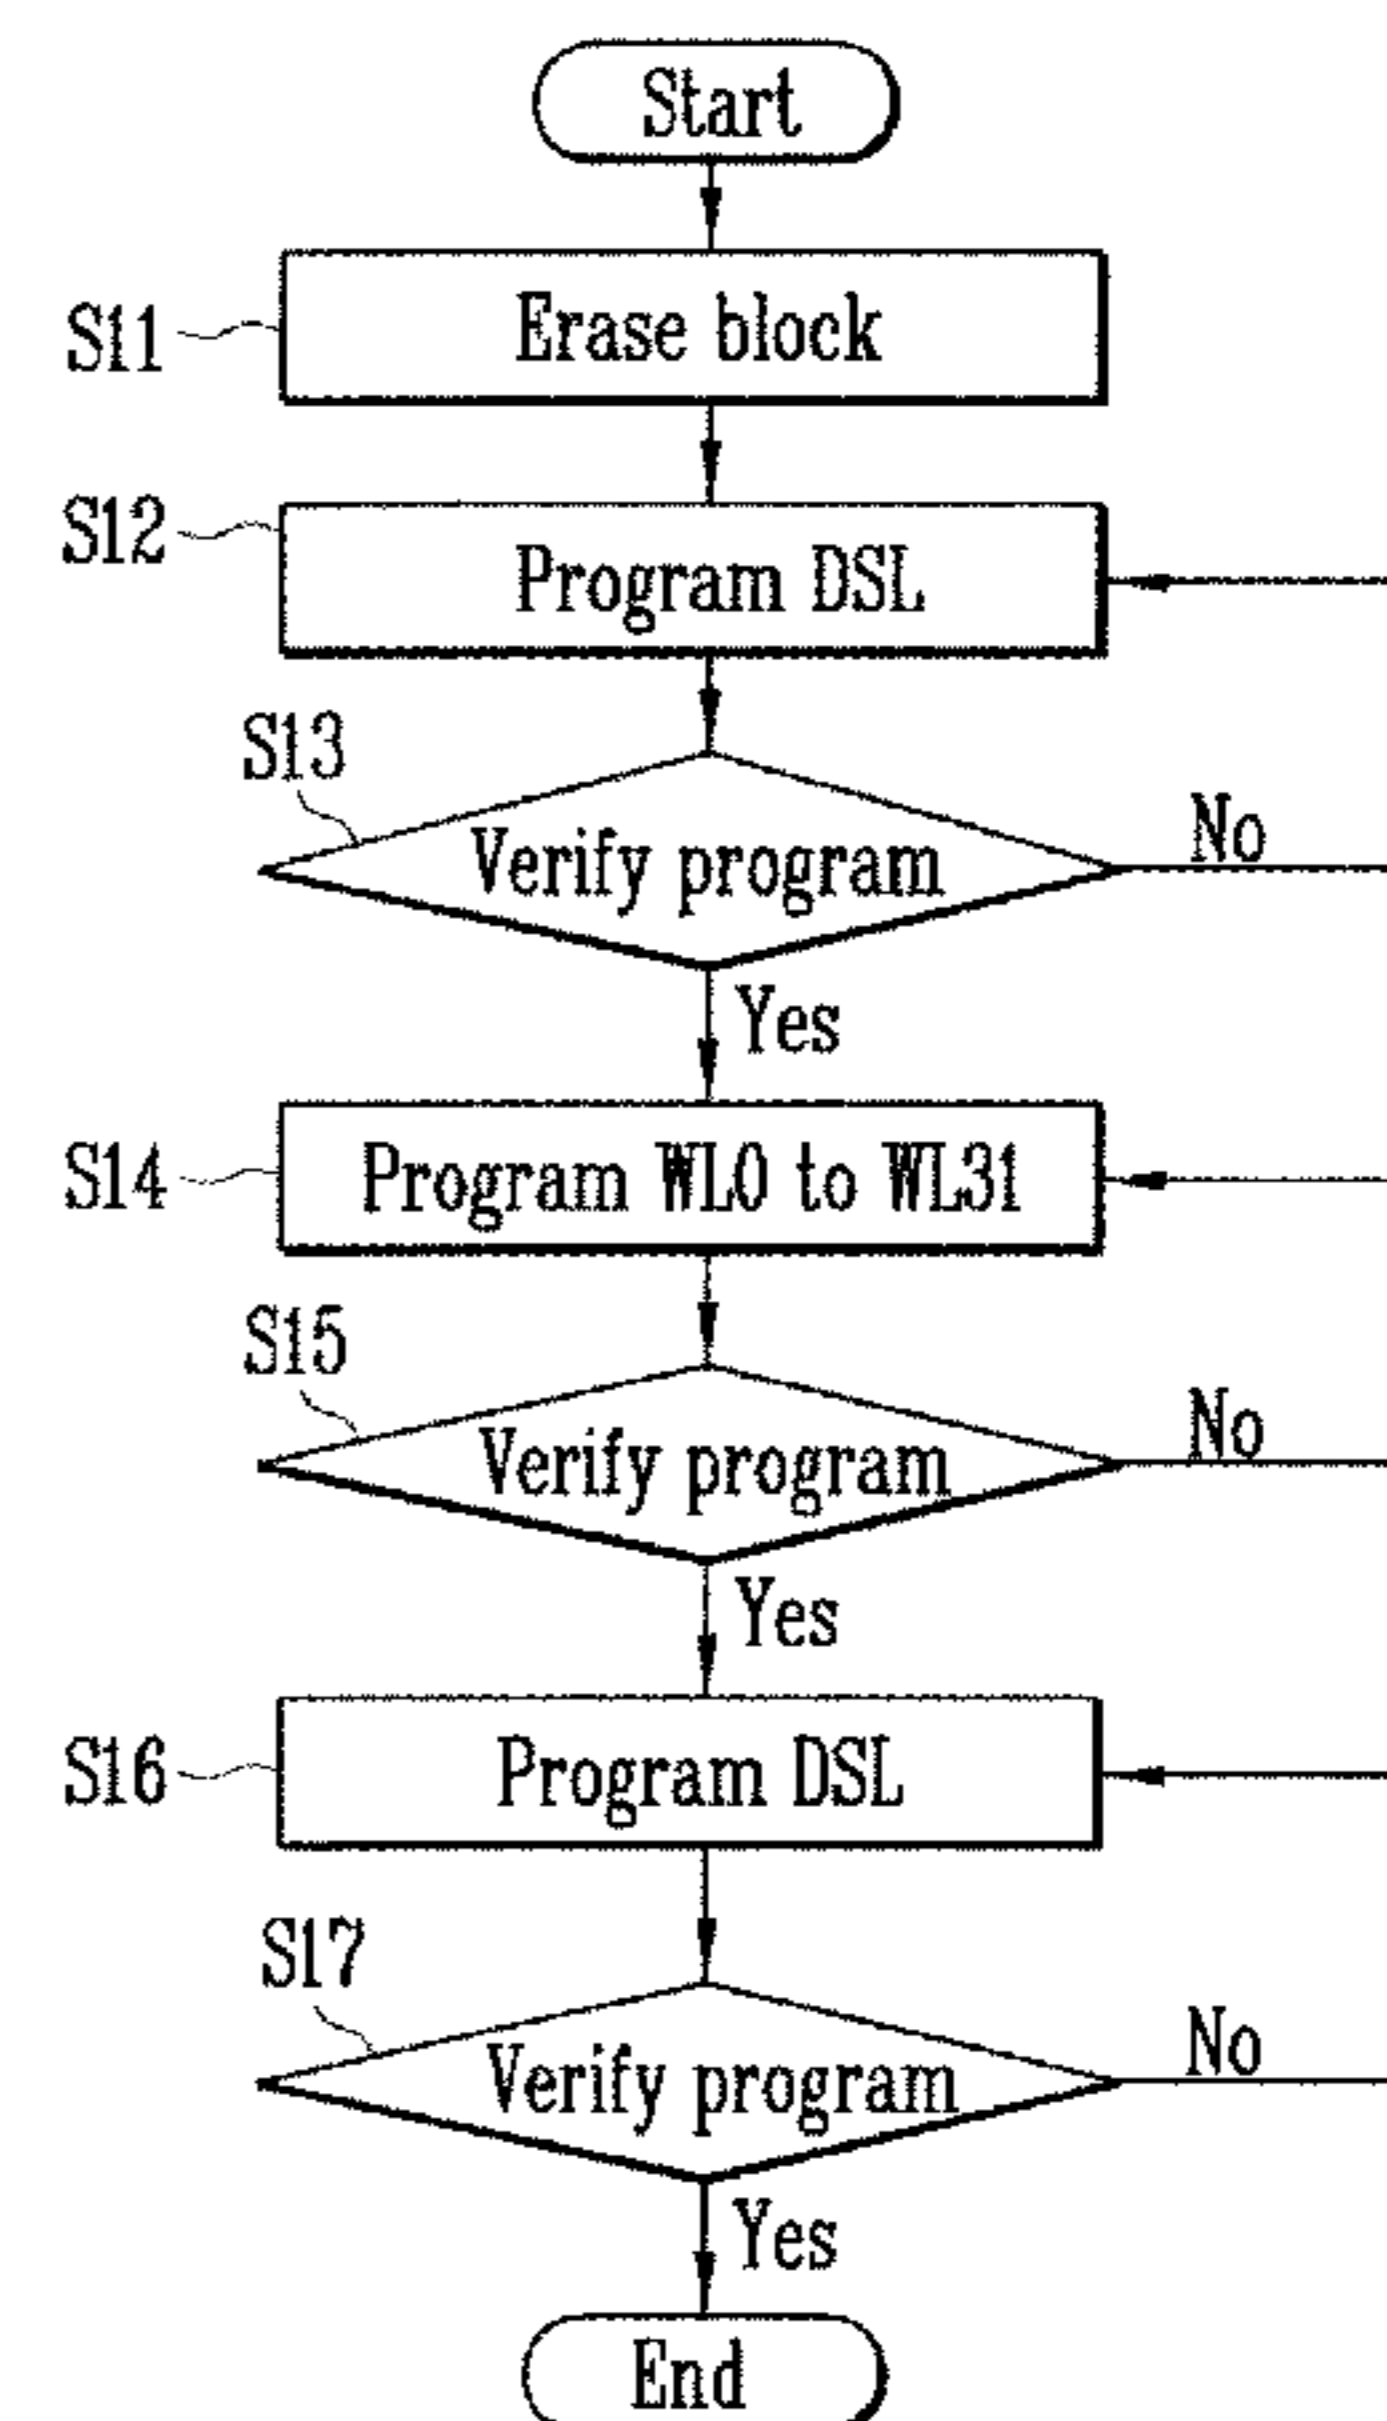 Start
S11
Erase block
S12
Program DSL
S13
Verify program
No
Yes
S14
Program WL0 to WL31
S15
Verify program
No
Yes
S16
Program DSL
S17
Verify program
No
Yes
End